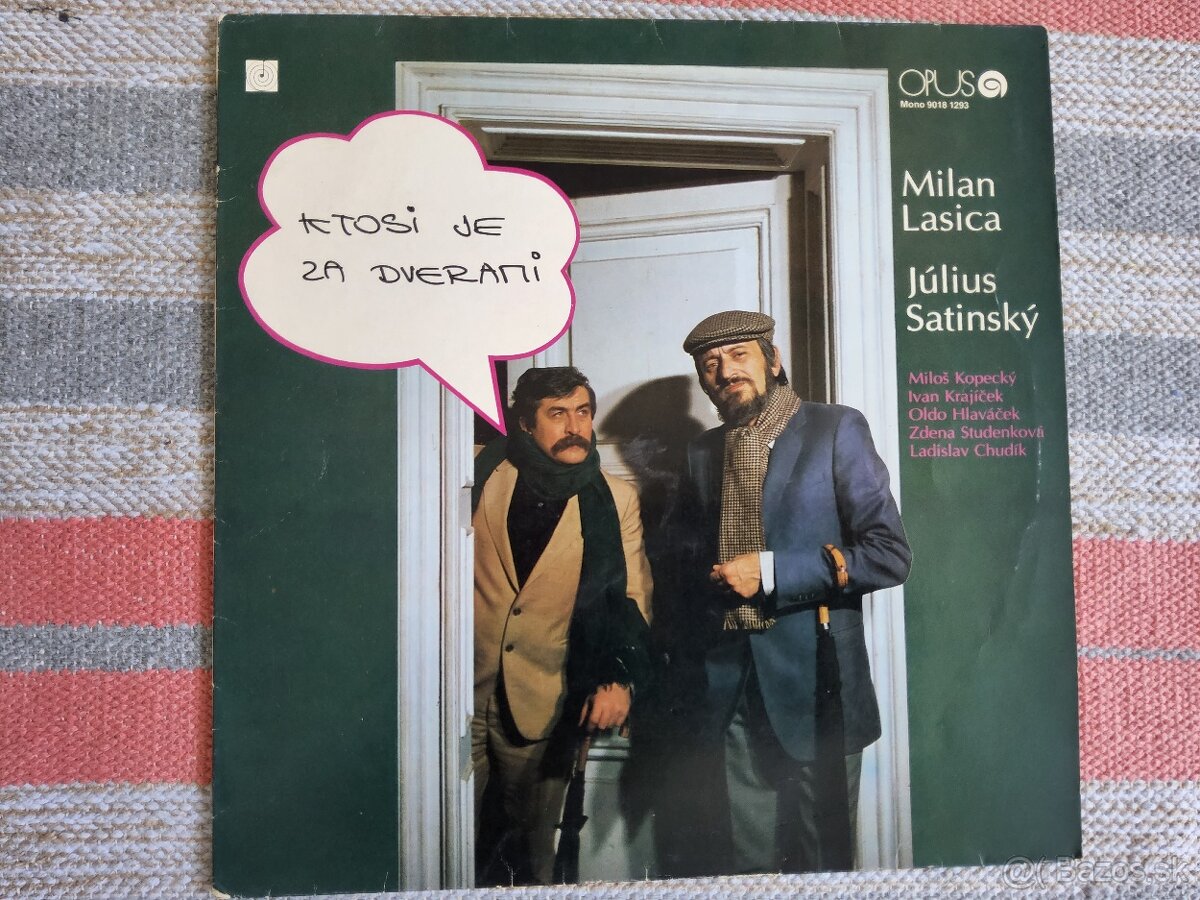 KTOSI JE
ZA DVERAMI
OPUS
Mono 9018 1293
Milan
Lasica
Július
Satinský
Miloš Kopecký
Ivan Krajíček
Oldo Hlaváček
Zdena Studenková
Ladislav Chudík
@( Bazos.sk